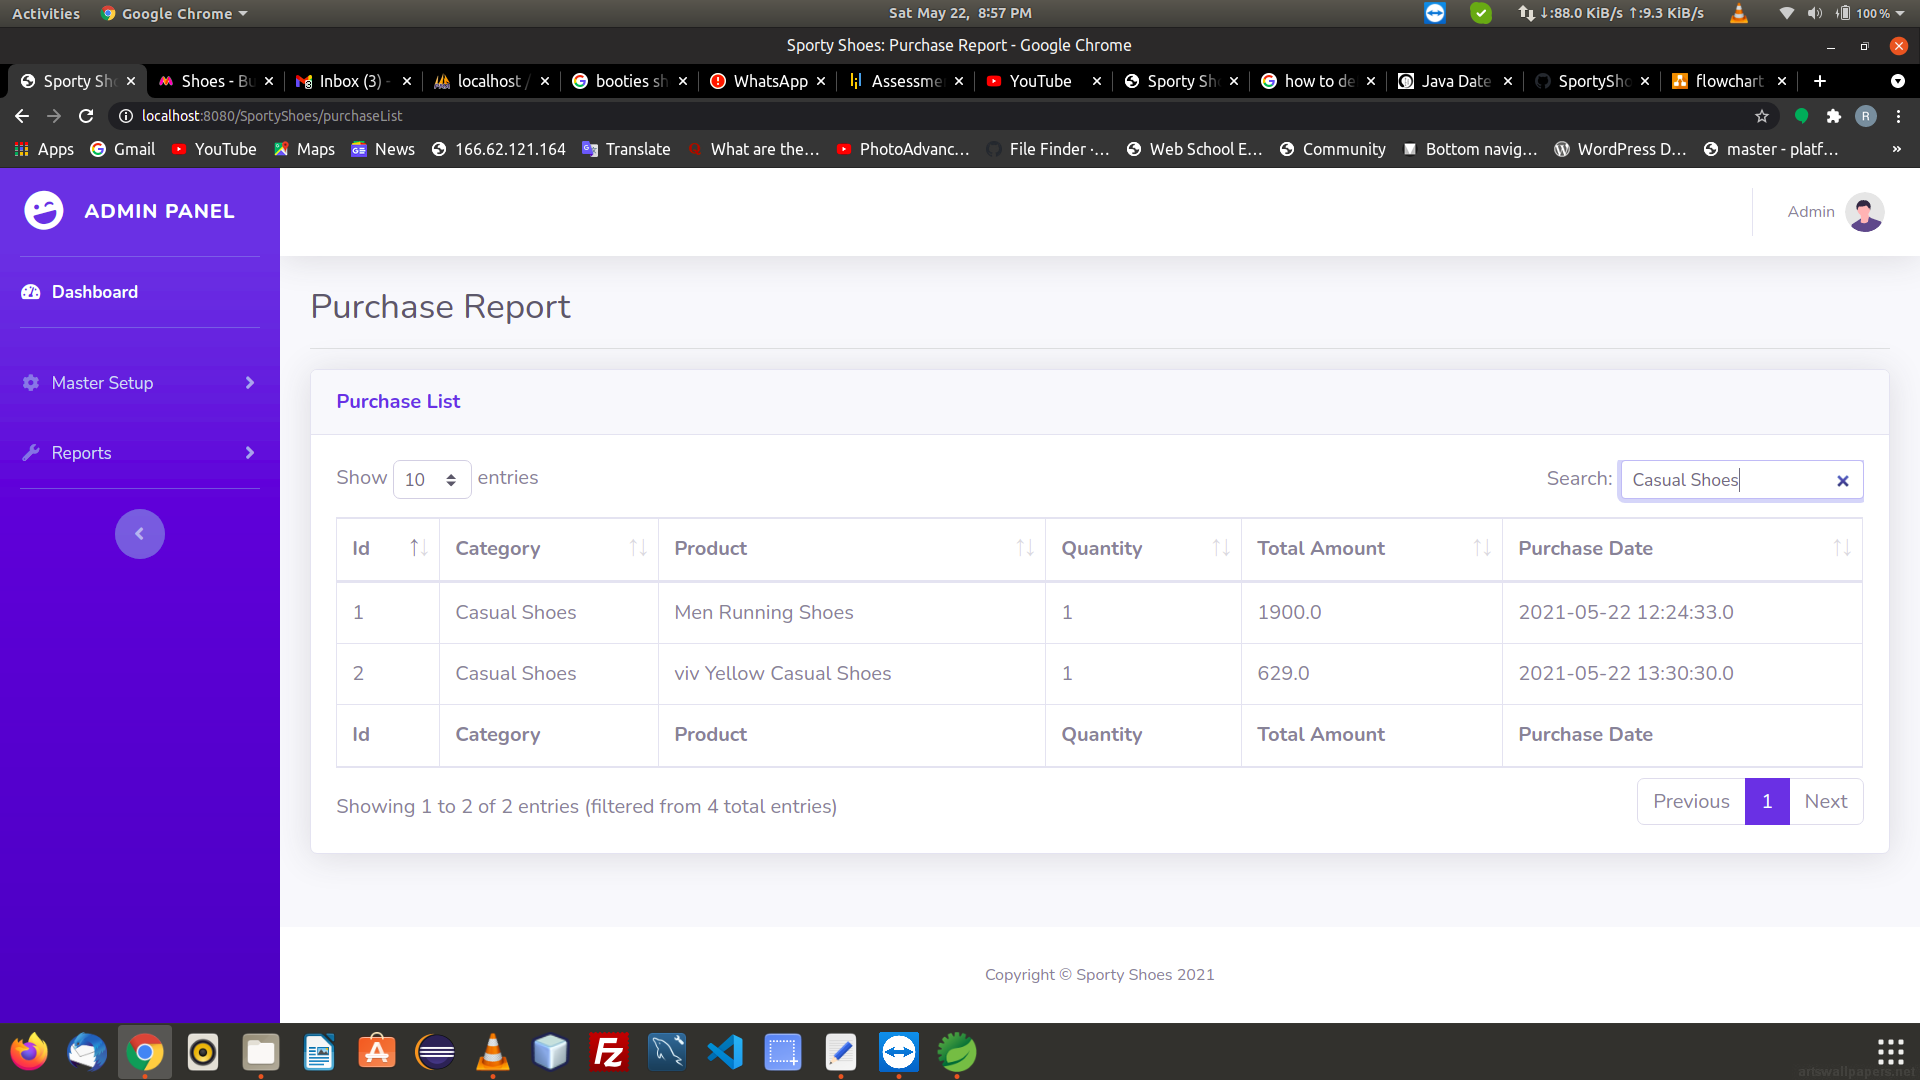 Activities Google Chrome Sat May 22, 8:57 PM ↓:88.0 KiB/s ↑:9.3 KiB/s 100 %
Sporty Shoes: Purchase Report - Google Chrome
Sporty Sh Shoes - Bu Inbox (3) - localhost / booties sh WhatsApp Assessme YouTube Sporty Sh how to de Java Date SportySho flowchart
localhost:8080/SportyShoes/purchaseList R
Apps Gmail YouTube Maps News 166.62.121.164 Translate What are the... PhotoAdvanc... File Finder ·... Web School E... Community Bottom navig... WordPress D... master - platf... »
ADMIN PANEL
Admin
Dashboard
Master Setup
Reports
Purchase Report
Purchase List
Show 10 entries
Search: Casual Shoes
Id Category Product Quantity Total Amount Purchase Date
1 Casual Shoes Men Running Shoes 1 1900.0 2021-05-22 12:24:33.0
2 Casual Shoes viv Yellow Casual Shoes 1 629.0 2021-05-22 13:30:30.0
Id Category Product Quantity Total Amount Purchase Date
Showing 1 to 2 of 2 entries (filtered from 4 total entries)
Previous 1 Next
Copyright © Sporty Shoes 2021
artswallpapers.net